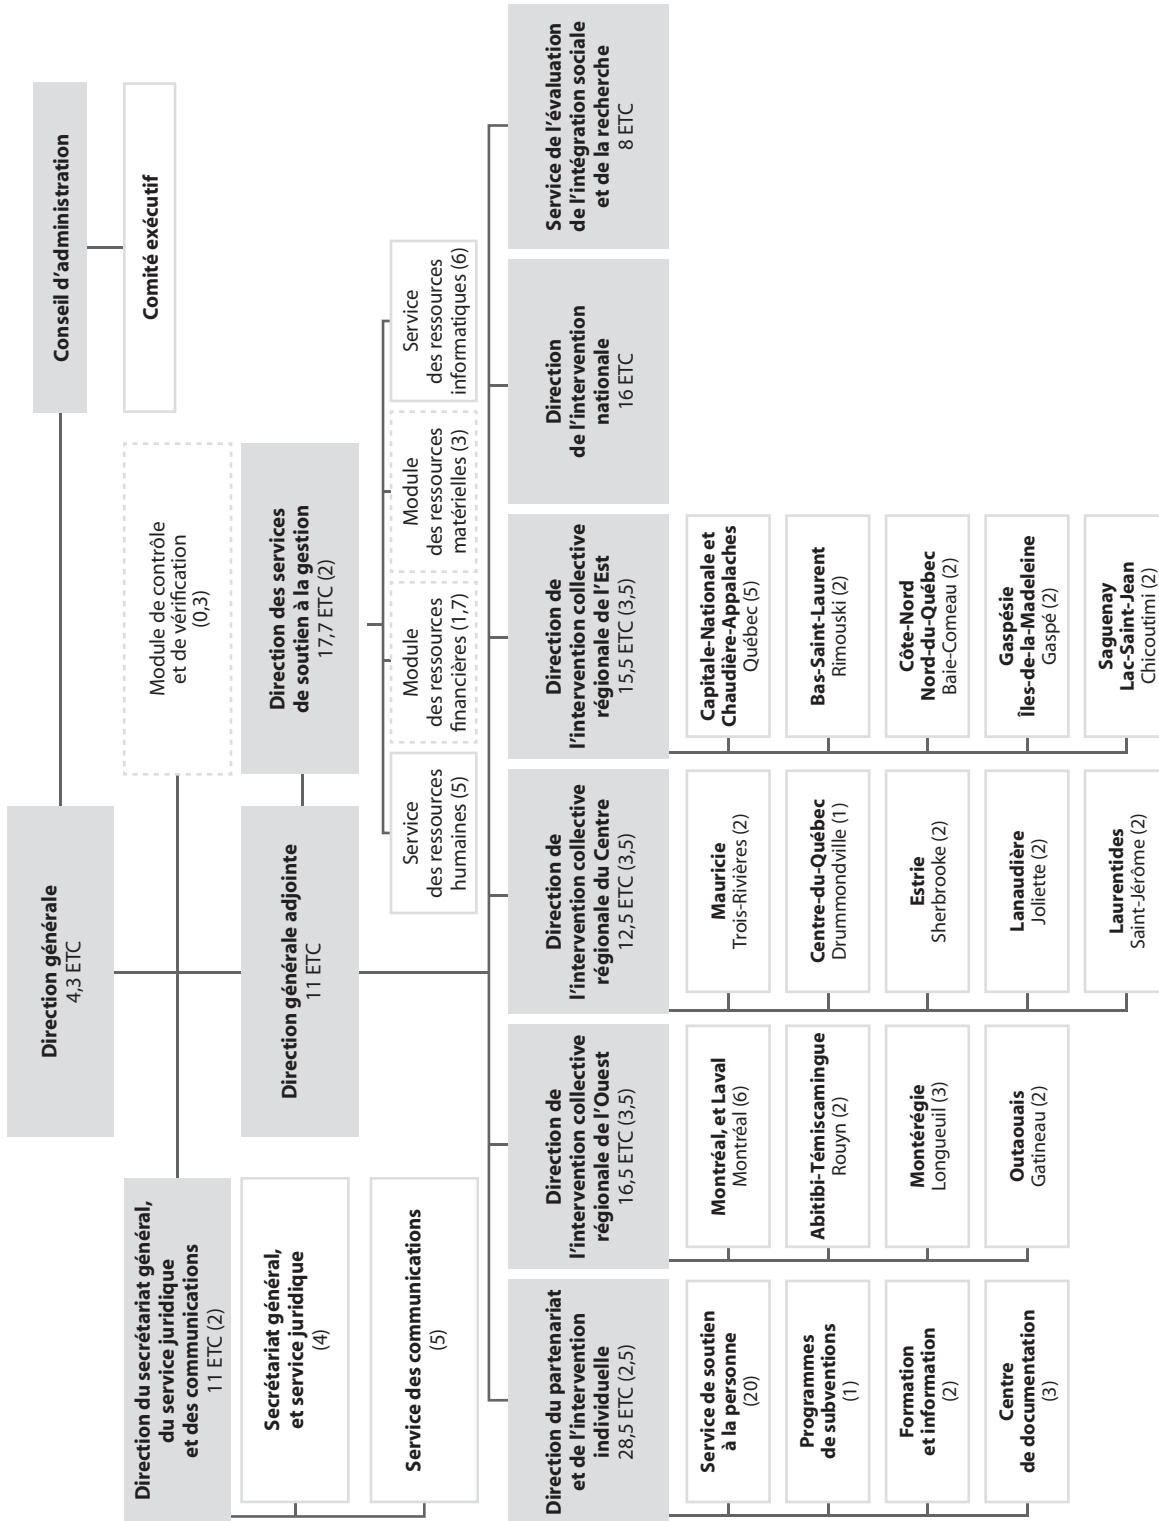 Conseil d'administration
Comité exécutif
Direction générale
4,3 ETC
Module de contrôle
et de vérification
(0,3)
Direction du secrétariat général,
du service juridique
et des communications
11 ETC (2)
Secrétariat général,
et service juridique
(4)
Service des communications
(5)
Direction générale adjointe
11 ETC
Direction des services
de soutien à la gestion
17,7 ETC (2)
Service
des ressources
humaines (5)
Module
des ressources
financières (1,7)
Module
des ressources
matérielles (3)
Service
des ressources
informatiques (6)
Direction du partenariat
et de l'intervention
individuelle
28,5 ETC (2,5)
Service de soutien
à la personne
(20)
Programmes
de subventions
(1)
Formation
et information
(2)
Centre
de documentation
(3)
Direction de
l'intervention collective
régionale de l'Ouest
16,5 ETC (3,5)
Montréal, et Laval
Montréal (6)
Abitibi-Témiscamingue
Rouyn (2)
Montérégie
Longueuil (3)
Outaouais
Gatineau (2)
Direction de
l'intervention collective
régionale du Centre
12,5 ETC (3,5)
Mauricie
Trois-Rivières (2)
Centre-du-Québec
Drummondville (1)
Estrie
Sherbrooke (2)
Lanaudière
Joliette (2)
Laurentides
Saint-Jérôme (2)
Direction de
l'intervention collective
régionale de l'Est
15,5 ETC (3,5)
Capitale-Nationale et
Chaudière-Appalaches
Québec (5)
Bas-Saint-Laurent
Rimouski (2)
Côte-Nord
Nord-du-Québec
Baie-Comeau (2)
Gaspésie
Îles-de-la-Madeleine
Gaspé (2)
Saguenay
Lac-Saint-Jean
Chicoutimi (2)
Direction
de l'intervention
nationale
16 ETC
Service de l'évaluation
de l'intégration sociale
et de la recherche
8 ETC